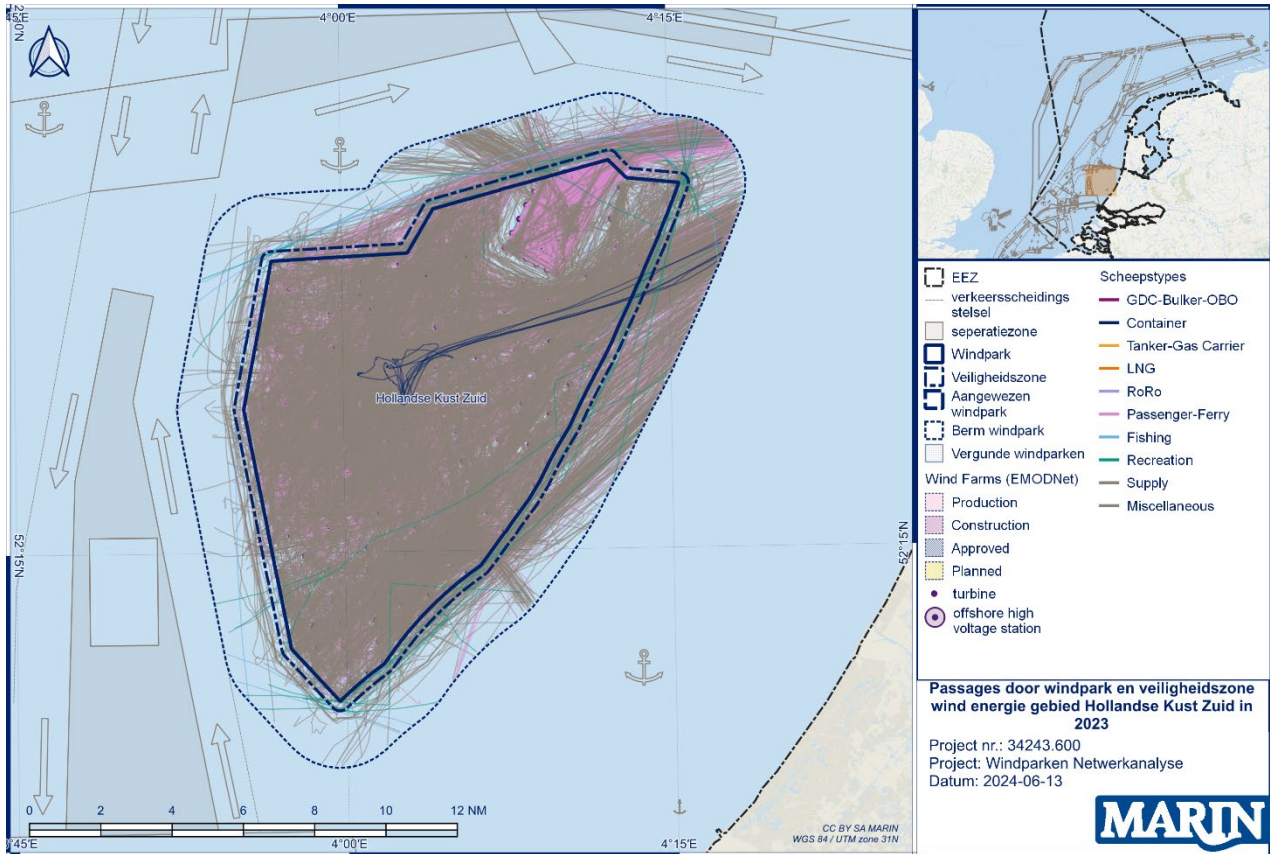 4°00'E
4°15'E
Hollandse Kust Zuid
52°15'N
52°15'N
0 2 4 6 8 10 12 NM
4°00'E
4°15'E
CC BY SA MARIN
WGS 84 / UTM zone 31N
EEZ
verkeersscheidings
stelsel
seperatiezone
Windpark
Veiligheidszone
Aangewezen
windpark
Berm windpark
Vergunde windparken
Wind Farms (EMODNet)
Production
Construction
Approved
Planned
turbine
offshore high
voltage station
Scheepstypes
GDC-Bulker-OBO
Container
Tanker-Gas Carrier
LNG
RoRo
Passenger-Ferry
Fishing
Recreation
Supply
Miscellaneous
Passages door windpark en veiligheidszone
wind energie gebied Hollandse Kust Zuid in
2023
Project nr.: 34243.600
Project: Windparken Netwerkanalyse
Datum: 2024-06-13
MARIN